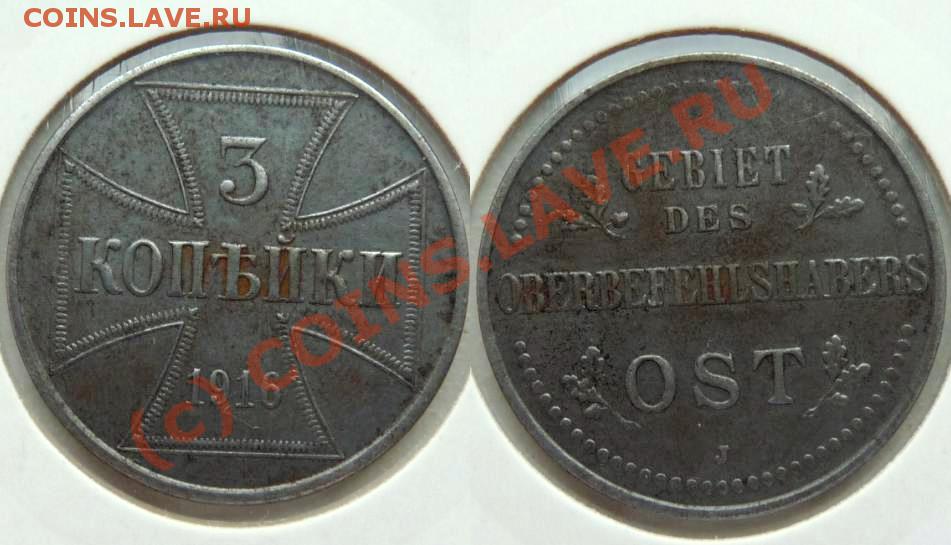 COINS.LAVE.RU
3
КОПѢЙКИ
1916
GEBIET
DES
OBERBEFEHLSHABERS
OST
J
(c) COINS.LAVE.RU